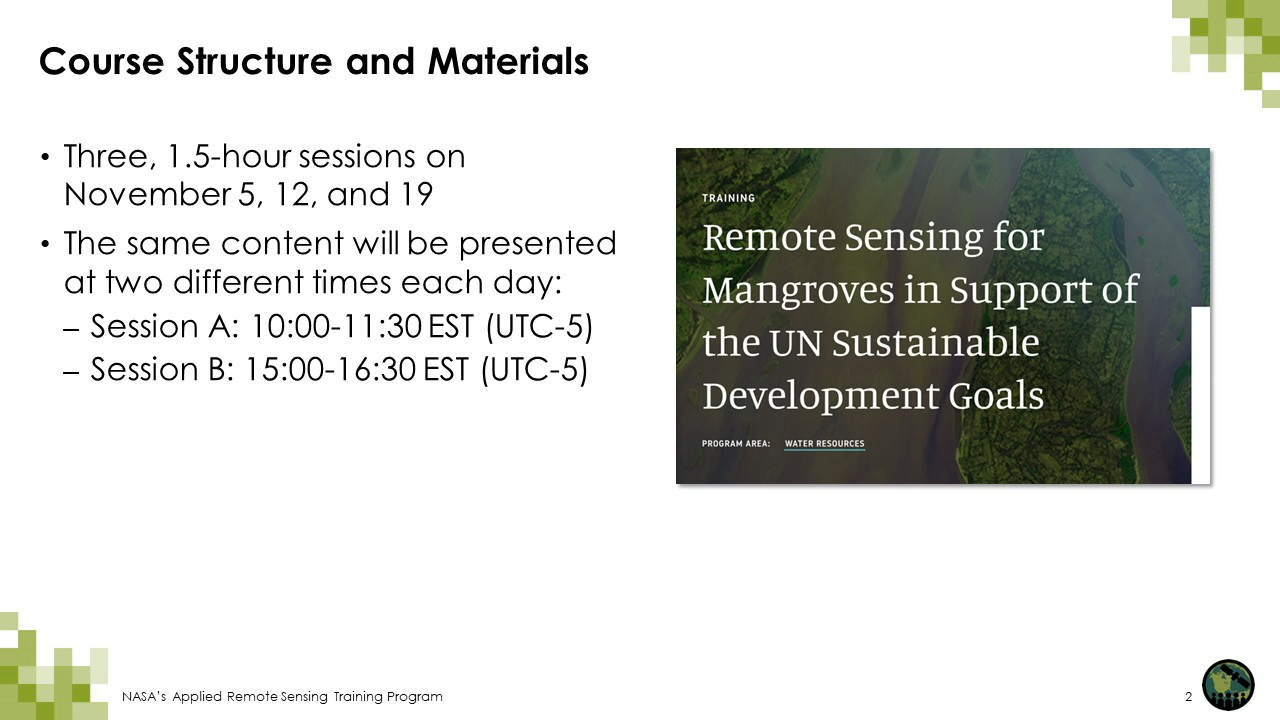 Course Structure and Materials
• Three, 1.5-hour sessions on
November 5, 12, and 19
• The same content will be presented
at two different times each day:
– Session A: 10:00-11:30 EST (UTC-5)
– Session B: 15:00-16:30 EST (UTC-5)
TRAINING
Remote Sensing for
Mangroves in Support of
the UN Sustainable
Development Goals
PROGRAM AREA: WATER RESOURCES
NASA's Applied Remote Sensing Training Program
2